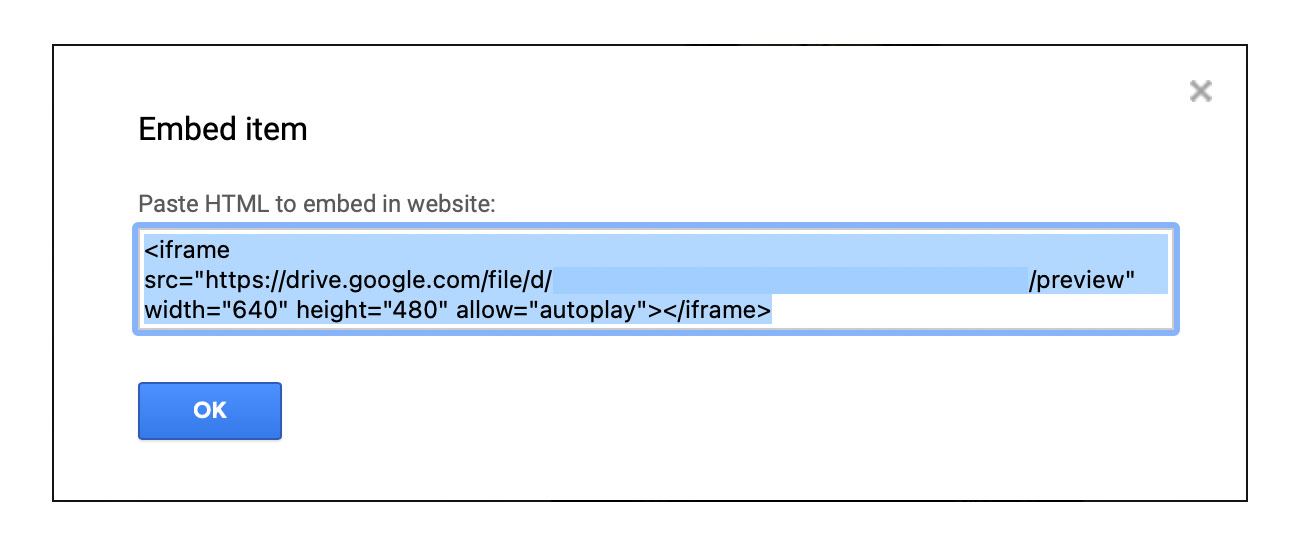 Embed item
Paste HTML to embed in website:
<iframe
src="https://drive.google.com/file/d/ /preview"
width="640" height="480" allow="autoplay"></iframe>
OK